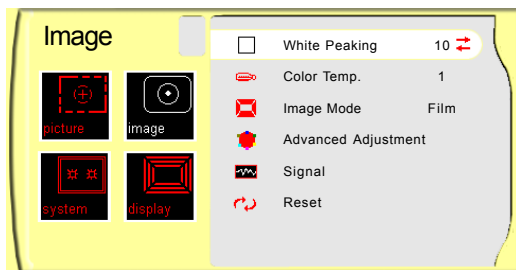 Image
picture
image
system
display
White Peaking 10
Color Temp. 1
Image Mode Film
Advanced Adjustment
Signal
Reset